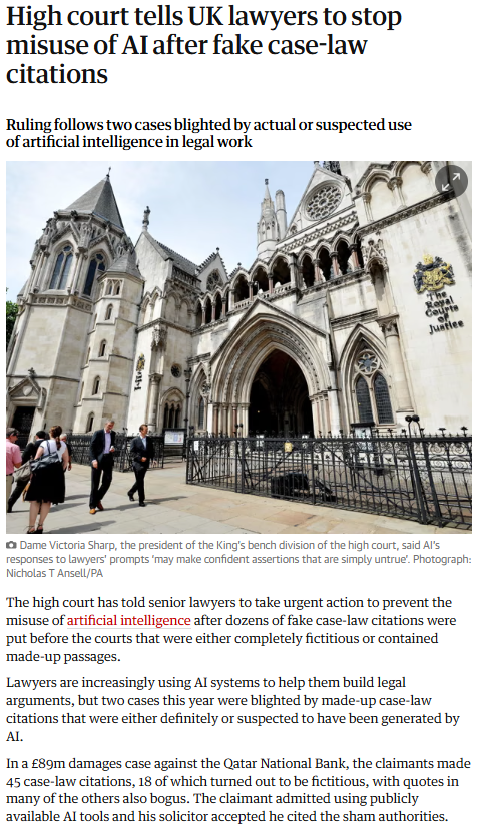 High court tells UK lawyers to stop
misuse of AI after fake case-law
citations
Ruling follows two cases blighted by actual or suspected use
of artificial intelligence in legal work
The
Royal
Courts
of
Justice
Dame Victoria Sharp, the president of the King’s bench division of the high court, said AI’s
responses to lawyers’ prompts ‘may make confident assertions that are simply untrue’. Photograph:
Nicholas T Ansell/PA
The high court has told senior lawyers to take urgent action to prevent the
misuse of artificial intelligence after dozens of fake case-law citations were
put before the courts that were either completely fictitious or contained
made-up passages.
Lawyers are increasingly using AI systems to help them build legal
arguments, but two cases this year were blighted by made-up case-law
citations that were either definitely or suspected to have been generated by
AI.
In a £89m damages case against the Qatar National Bank, the claimants made
45 case-law citations, 18 of which turned out to be fictitious, with quotes in
many of the others also bogus. The claimant admitted using publicly
available AI tools and his solicitor accepted he cited the sham authorities.